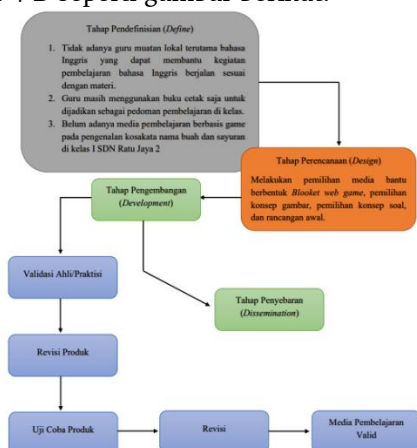 4 D seperti gambar berikut.
Tahap Pendefinisian (Define)
1. Tidak adanya guru muatan lokal terutama bahasa
Inggris yang dapat membantu kegiatan
pembelajaran bahasa Inggris berjalan sesuai
dengan materi.
2. Guru masih menggunakan buku cetak saja untuk
dijadikan sebagai pedoman pembelajaran di kelas.
3. Belum adanya media pembelajaran berbasis game
pada pengenalan kosakata nama buah dan sayuran
di kelas I SDN Ratu Jaya 2
Tahap Perencanaan (Design)
Melakukan pemilihan media bantu
berbentuk Blooket web game, pemilihan
konsep gambar, pemilihan konsep soal,
dan rancangan awal.
Tahap Pengembangan
(Development)
Validasi Ahli/Praktisi
Tahap Penyebaran
(Dissemination)
Revisi Produk
Uji Coba Produk
Revisi
Media Pembelajaran
Valid